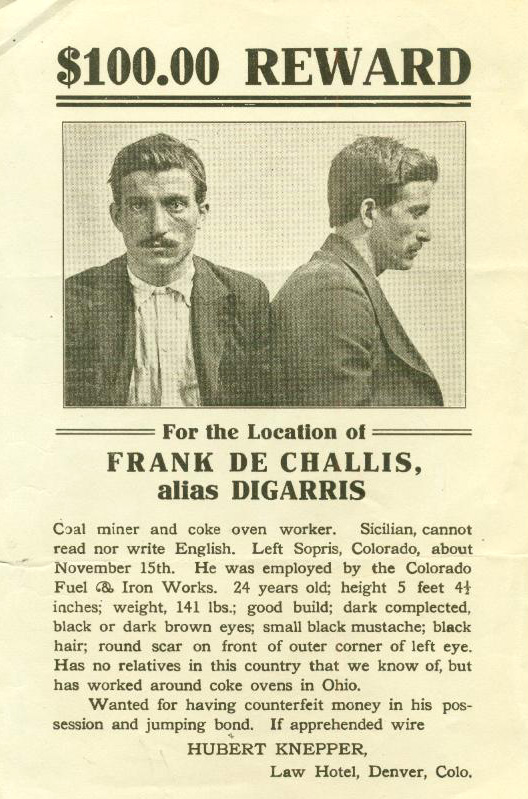 $100.00 REWARD
For the Location of
FRANK DE CHALLIS,
alias DIGARRIS
Coal miner and coke oven worker. Sicilian, cannot
read nor write English. Left Sopris, Colorado, about
November 15th. He was employed by the Colorado
Fuel & Iron Works. 24 years old; height 5 feet 4½
inches; weight, 141 lbs.; good build; dark complected,
black or dark brown eyes; small black mustache; black
hair; round scar on front of outer corner of left eye.
Has no relatives in this country that we know of, but
has worked around coke ovens in Ohio.
Wanted for having counterfeit money in his pos-
session and jumping bond. If apprehended wire
HUBERT KNEPPER,
Law Hotel, Denver, Colo.